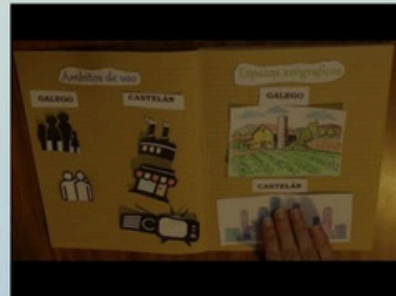 Ámbitos de uso
GALEGO
CASTELÁN
Espazos xeográficos
GALEGO
CASTELÁN